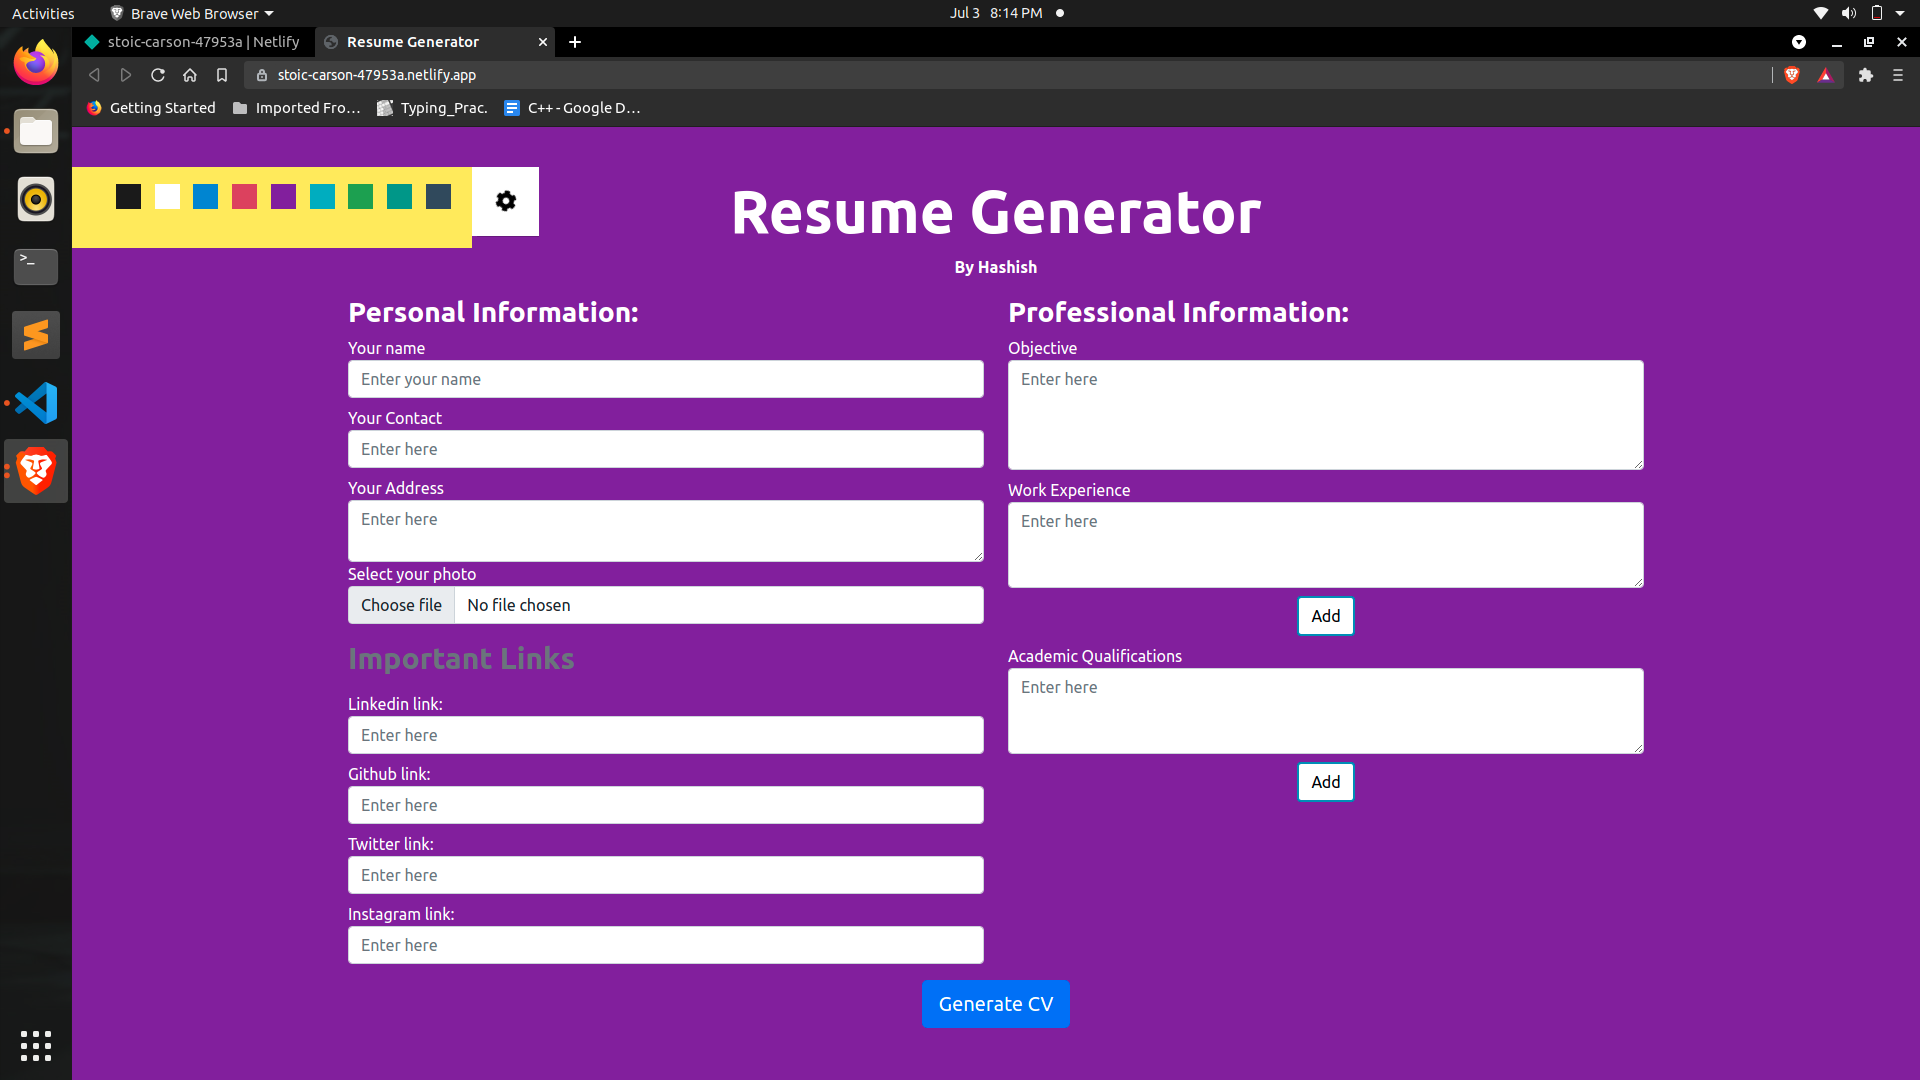 Activities
Brave Web Browser
Jul 3 8:14 PM
stoic-carson-47953a | Netlify
Resume Generator
stoic-carson-47953a.netlify.app
Getting Started
Imported Fro…
Typing_Prac.
C++ - Google D…
Resume Generator
By Hashish
Personal Information:
Your name
Enter your name
Your Contact
Enter here
Your Address
Enter here
Select your photo
Choose file No file chosen
Important Links
Linkedin link:
Enter here
Github link:
Enter here
Twitter link:
Enter here
Instagram link:
Enter here
Professional Information:
Objective
Enter here
Work Experience
Enter here
Add
Academic Qualifications
Enter here
Add
Generate CV